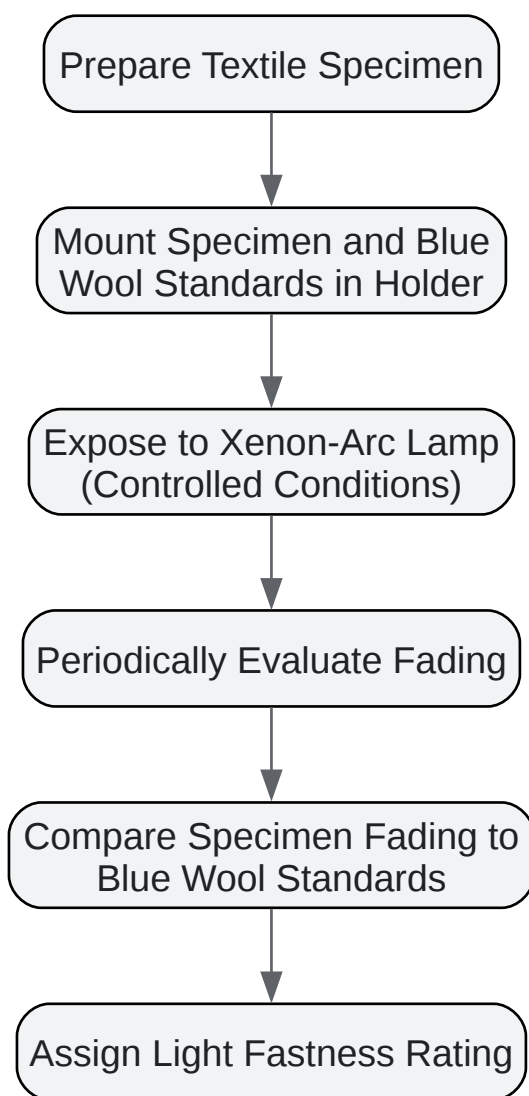 Prepare Textile Specimen
Mount Specimen and Blue
Wool Standards in Holder
Expose to Xenon-Arc Lamp
(Controlled Conditions)
Periodically Evaluate Fading
Compare Specimen Fading to
Blue Wool Standards
Assign Light Fastness Rating